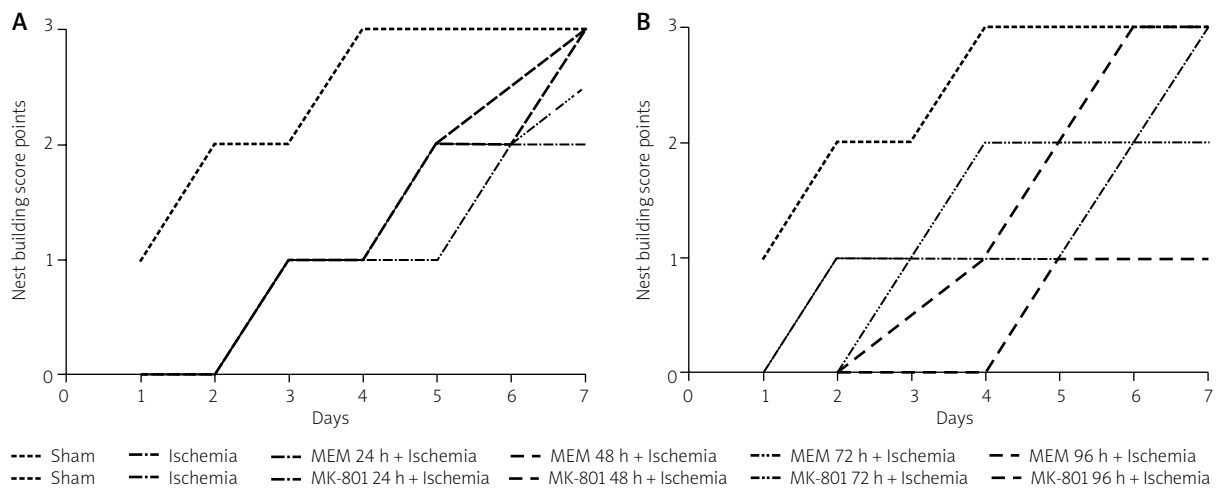 A
Nest building score points
3
2
1
0
0 1 2 3 4 5 6 7
Days
B
Nest building score points
3
2
1
0
0 1 2 3 4 5 6 7
Days
Sham Ischemia MEM 24 h + Ischemia MEM 48 h + Ischemia MEM 72 h + Ischemia MEM 96 h + Ischemia
Sham Ischemia MK-801 24 h + Ischemia MK-801 48 h + Ischemia MK-801 72 h + Ischemia MK-801 96 h + Ischemia